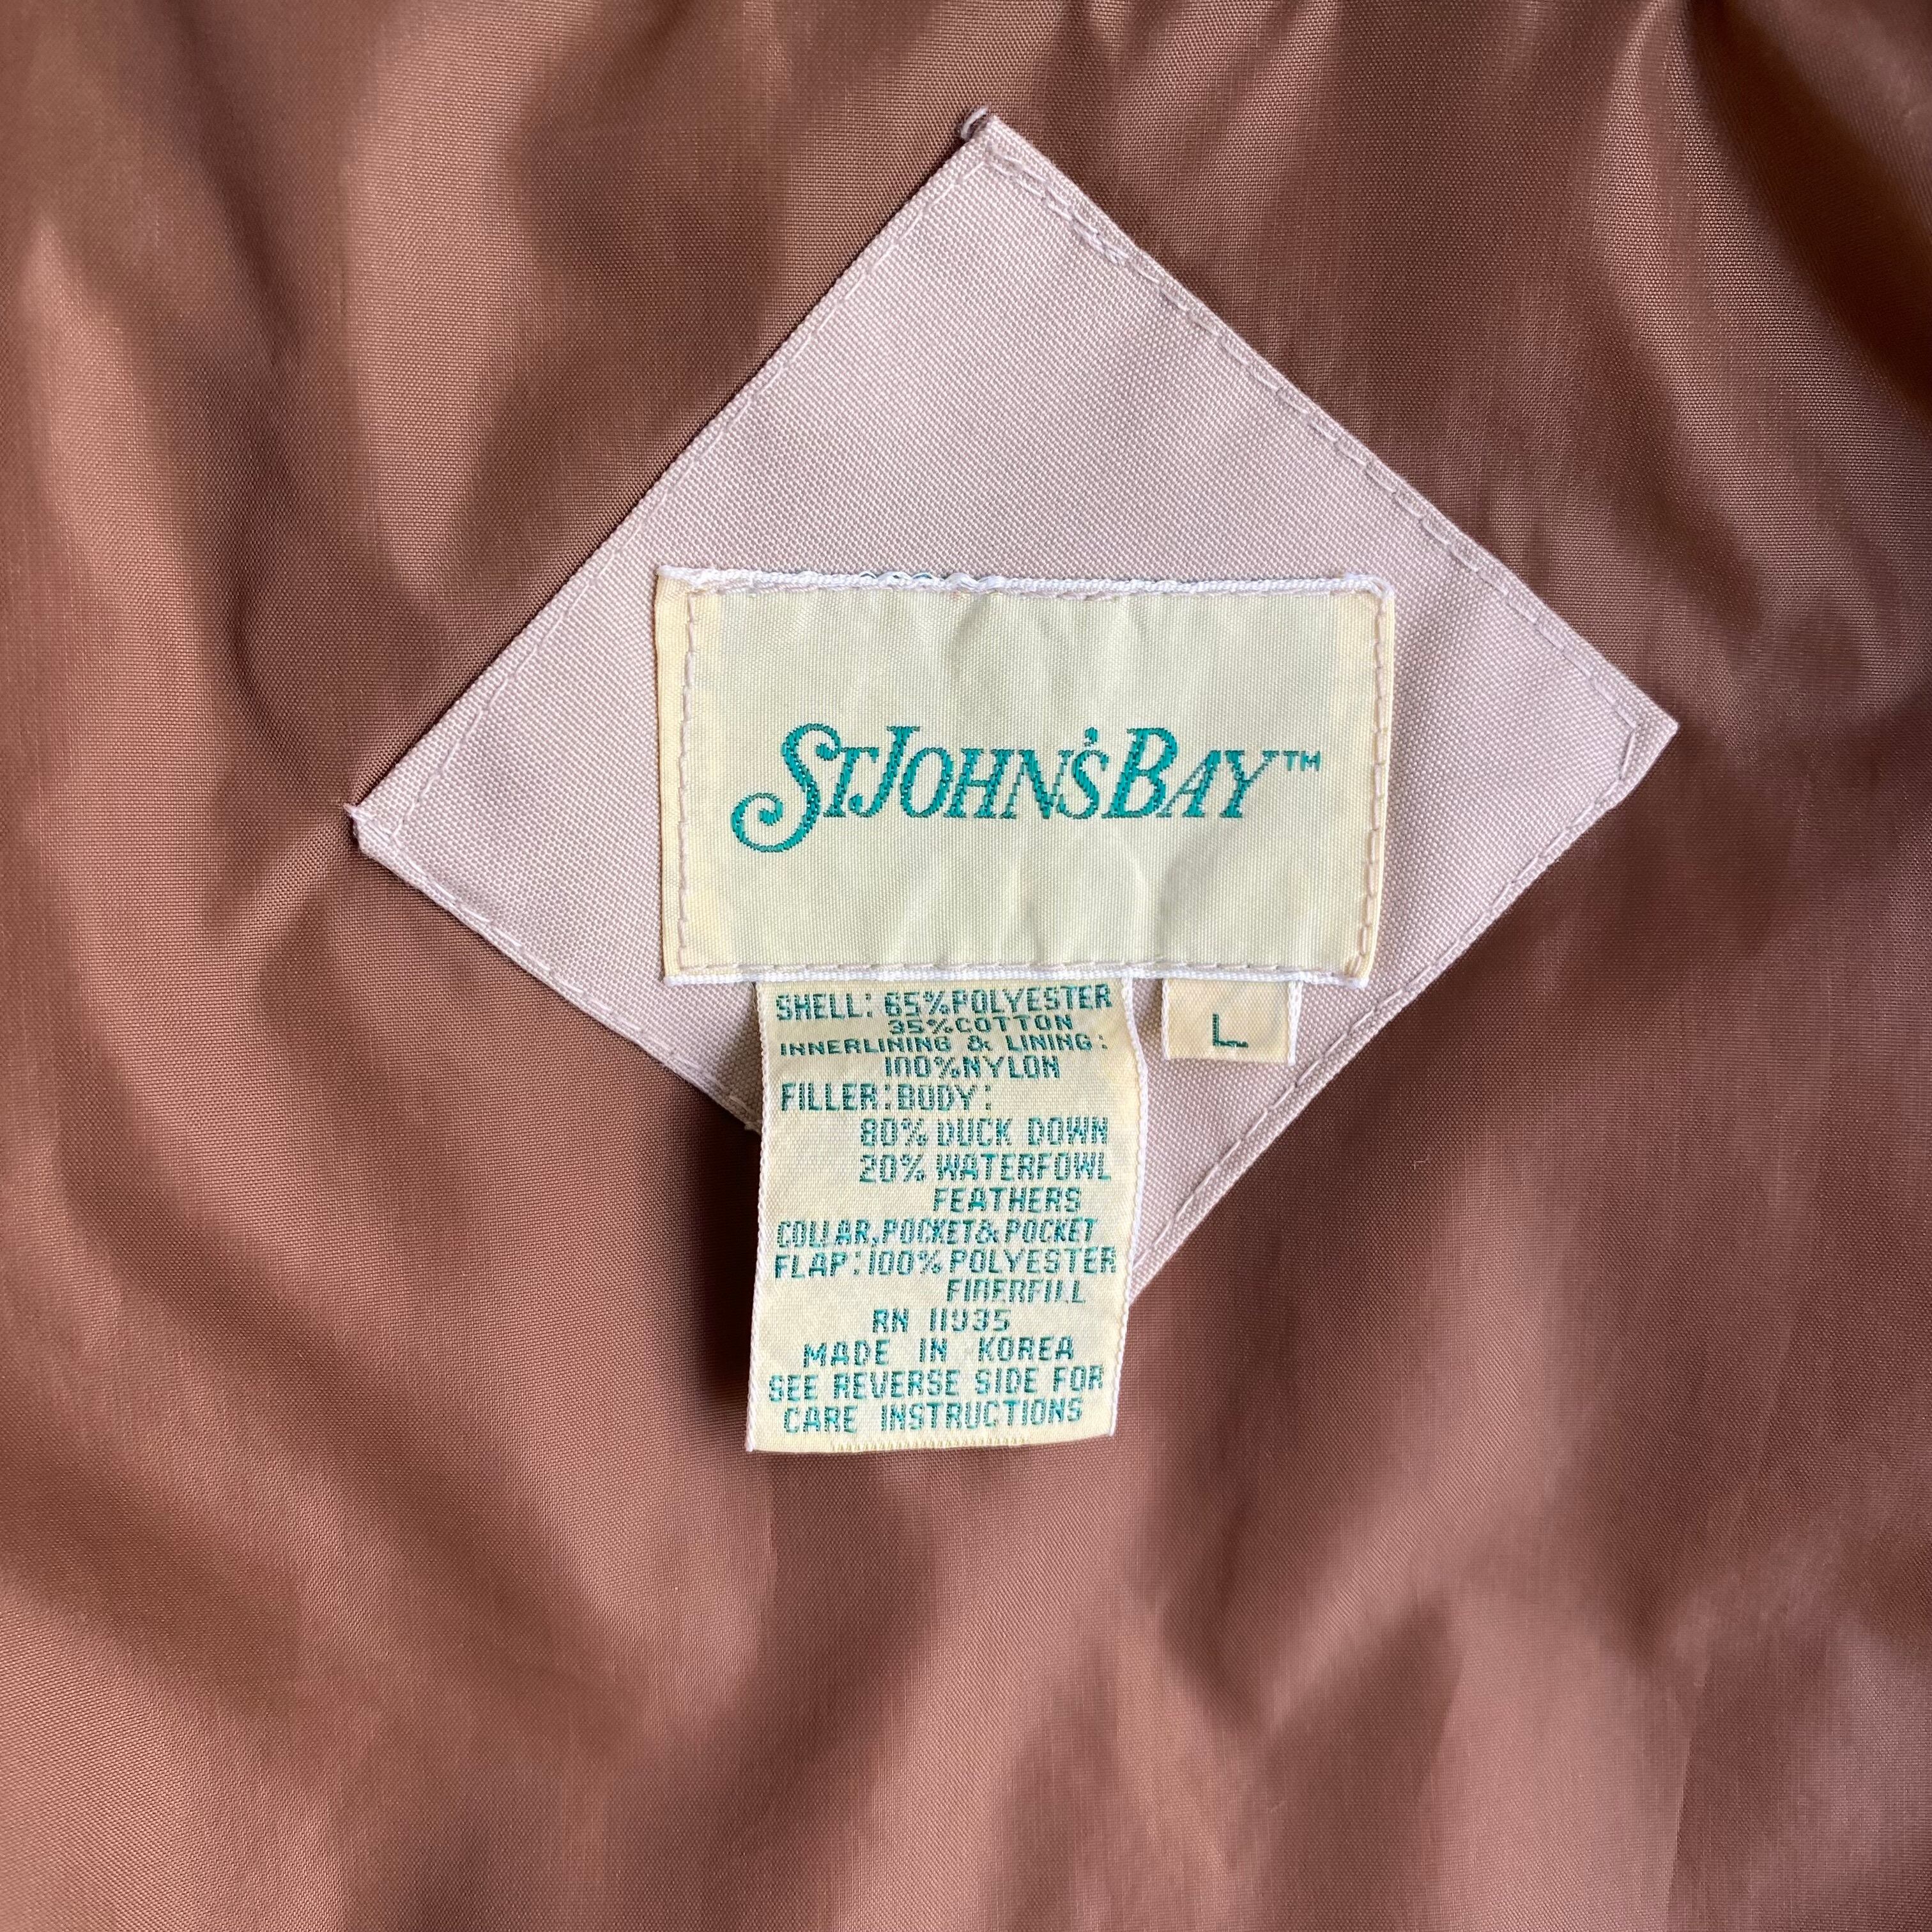 STJOHN'SBAY™
L
SHELL: 65%POLYESTER
35%COTTON
INNERLINING & LINING:
100%NYLON
FILLER:BODY:
80% DUCK DOWN
20% WATERFOWL
FEATHERS
COLLAR,POCKET&POCKET
FLAP:100% POLYESTER
FIBERFILL
RN 11935
MADE IN KOREA
SEE REVERSE SIDE FOR
CARE INSTRUCTIONS